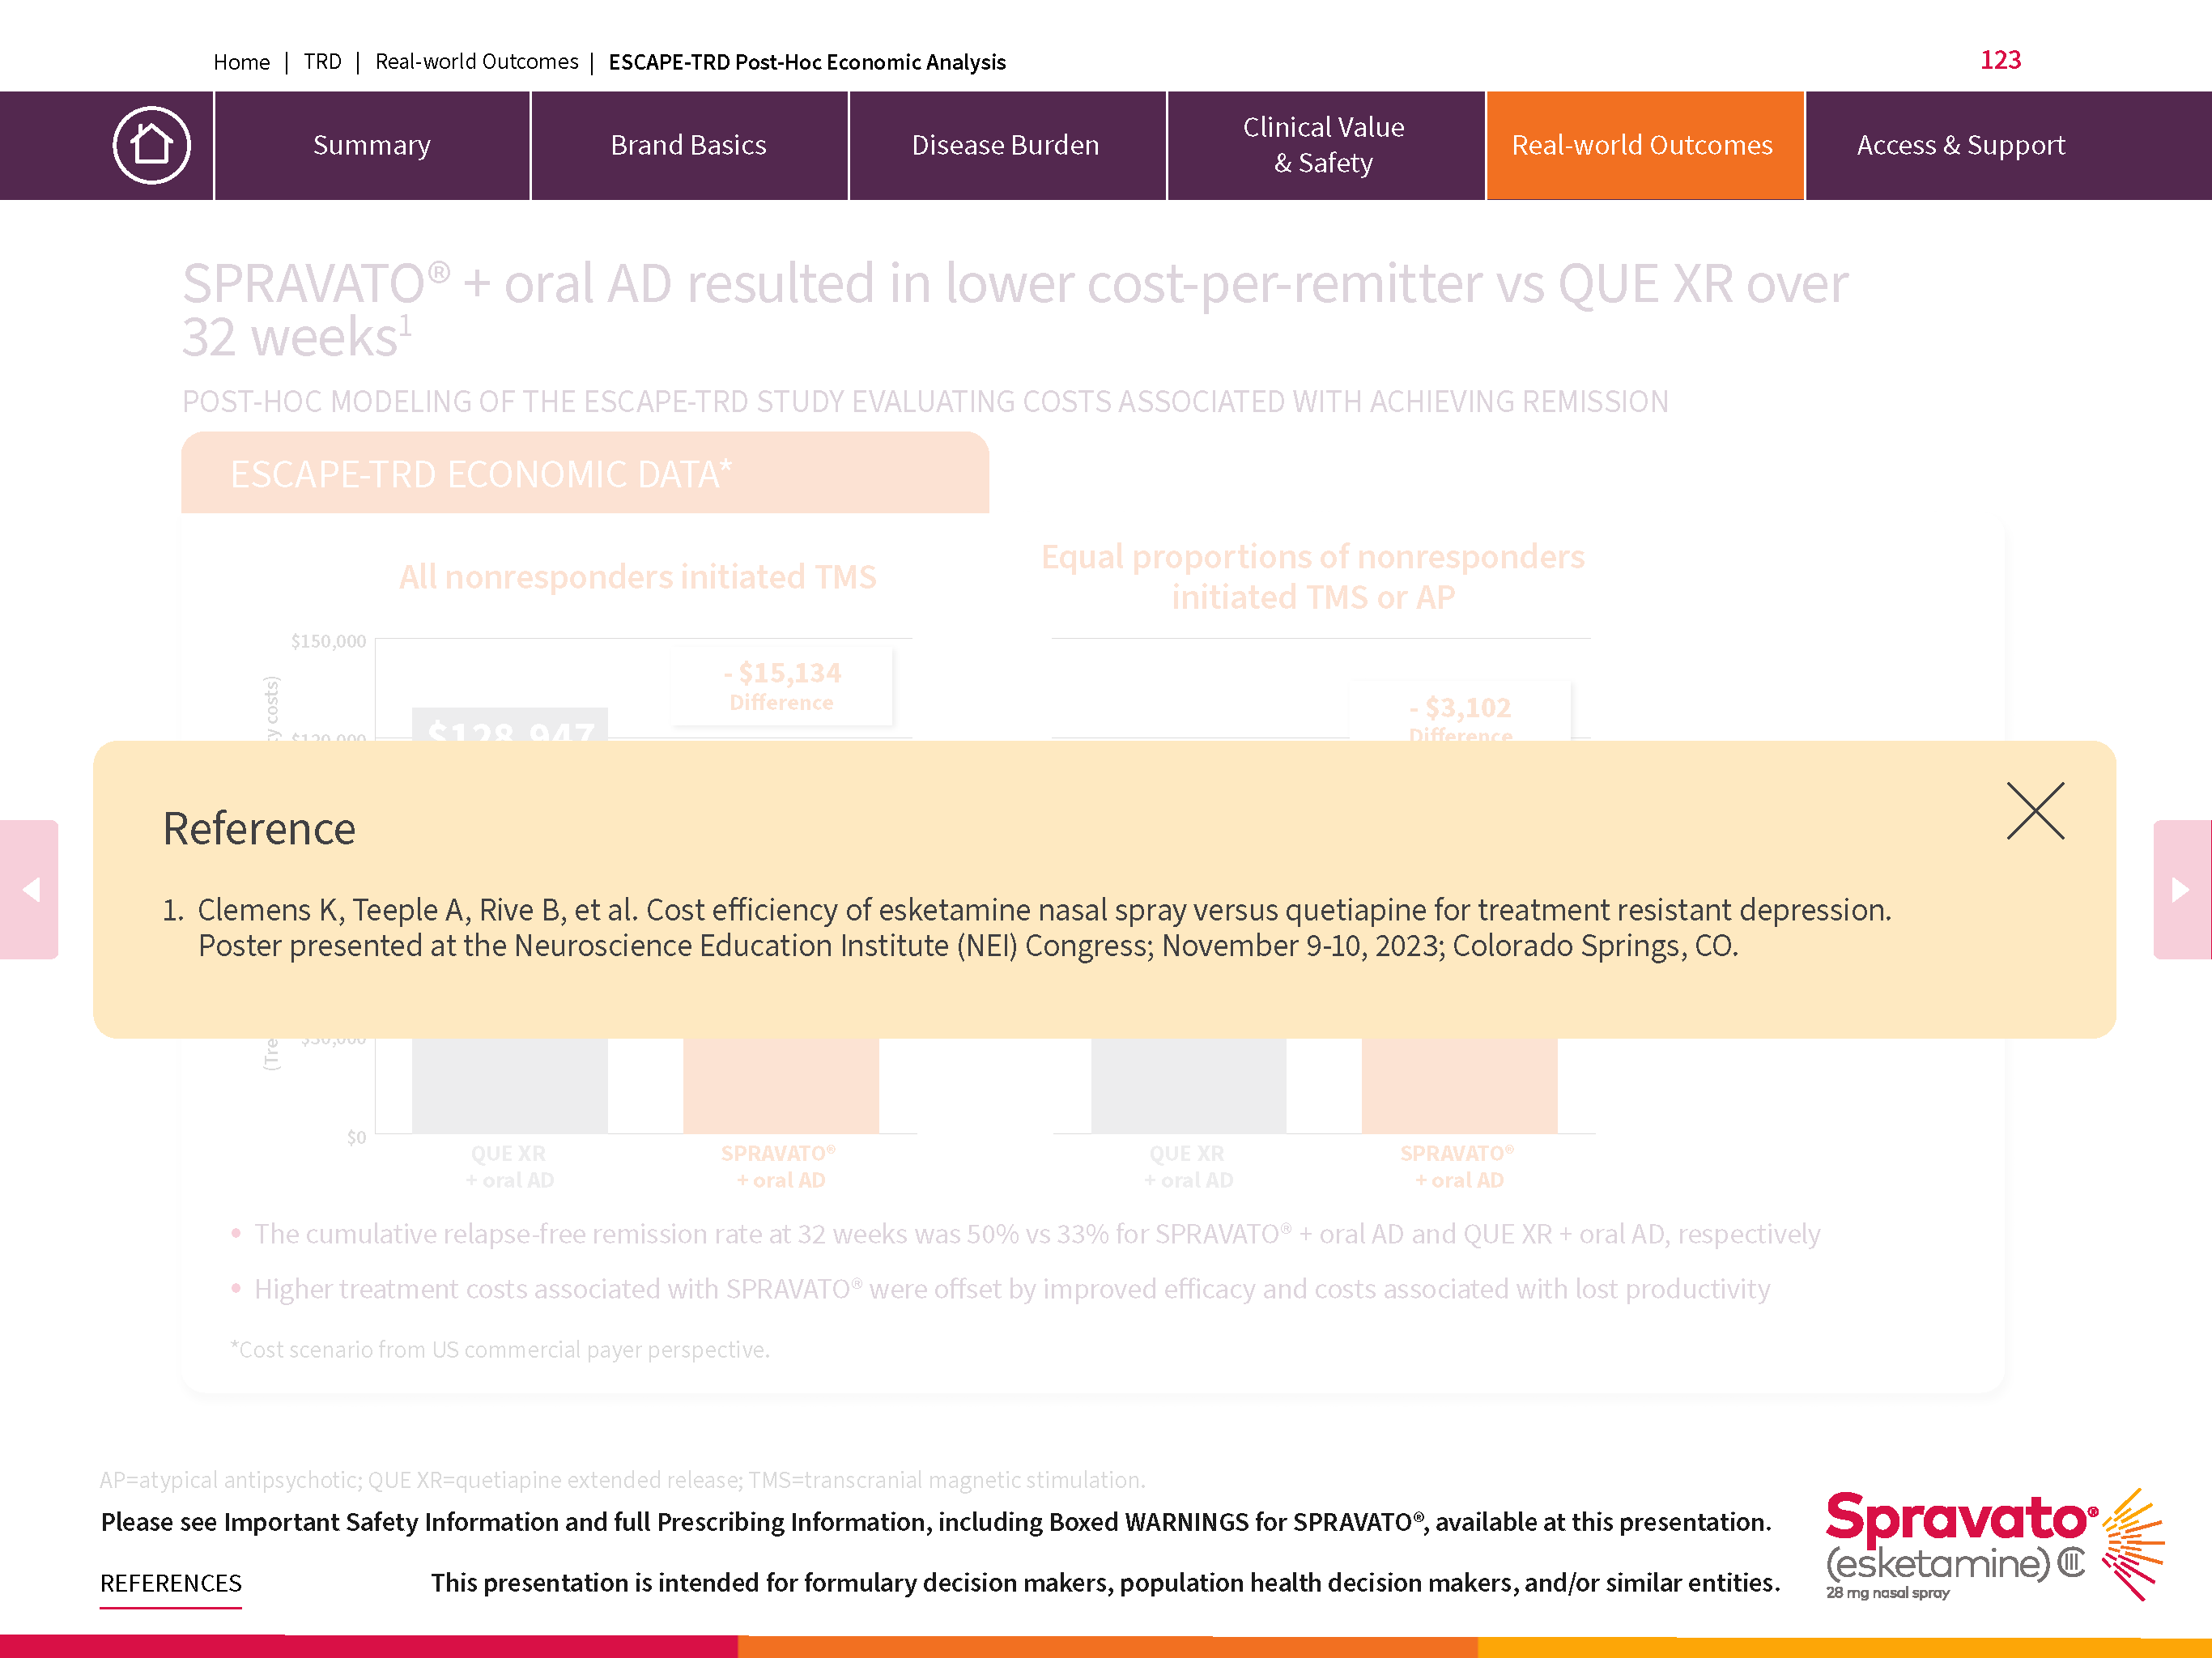 Home | TRD | Real-world Outcomes | ESCAPE-TRD Post-Hoc Economic Analysis
123
Summary
Brand Basics
Disease Burden
Clinical Value
& Safety
Real-world Outcomes
Access & Support
SPRAVATO® + oral AD resulted in lower cost-per-remitter vs QUE XR over
32 weeks¹
POST-HOC MODELING OF THE ESCAPE-TRD STUDY EVALUATING COSTS ASSOCIATED WITH ACHIEVING REMISSION
ESCAPE-TRD ECONOMIC DATA*
All nonresponders initiated TMS
Equal proportions of nonresponders
initiated TMS or AP
$150,000
- $15,134
Difference
- $3,102
Difference
costs)
$128,947
Reference
1. Clemens K, Teeple A, Rive B, et al. Cost efficiency of esketamine nasal spray versus quetiapine for treatment resistant depression.
Poster presented at the Neuroscience Education Institute (NEI) Congress; November 9-10, 2023; Colorado Springs, CO.
$0
QUE XR
+ oral AD
SPRAVATO®
+ oral AD
QUE XR
+ oral AD
SPRAVATO®
+ oral AD
• The cumulative relapse-free remission rate at 32 weeks was 50% vs 33% for SPRAVATO® + oral AD and QUE XR + oral AD, respectively
• Higher treatment costs associated with SPRAVATO® were offset by improved efficacy and costs associated with lost productivity
*Cost scenario from US commercial payer perspective.
AP=atypical antipsychotic; QUE XR=quetiapine extended release; TMS=transcranial magnetic stimulation.
Please see Important Safety Information and full Prescribing Information, including Boxed WARNINGS for SPRAVATO®, available at this presentation.
REFERENCES
This presentation is intended for formulary decision makers, population health decision makers, and/or similar entities.
Spravato®
(esketamine) CIII
28 mg nasal spray